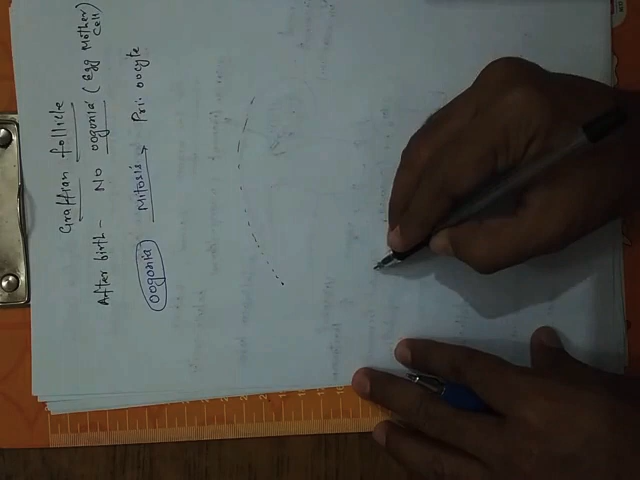 Graffian follicle
After birth - No oogonia (Egg Mother Cell)
oogonia Mitosis → Pri oocyte